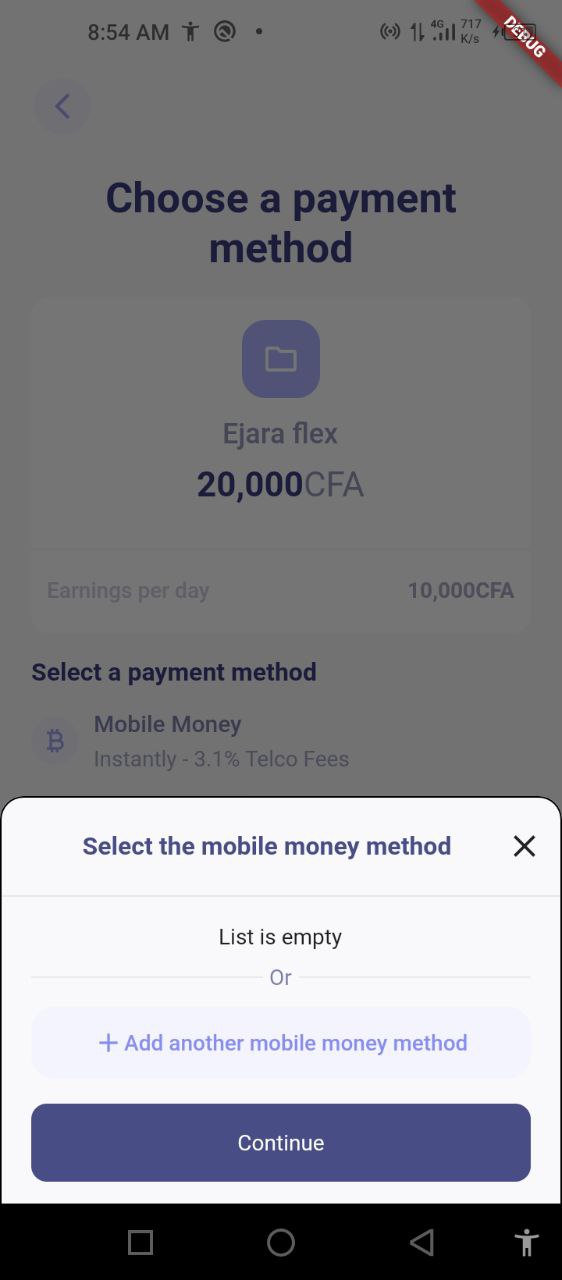 8:54 AM
4G
717
K/s
DEBUG
Choose a payment
method
Ejara flex
20,000CFA
Earnings per day 10,000CFA
Select a payment method
Mobile Money
Instantly - 3.1% Telco Fees
Select the mobile money method
List is empty
Or
+ Add another mobile money method
Continue